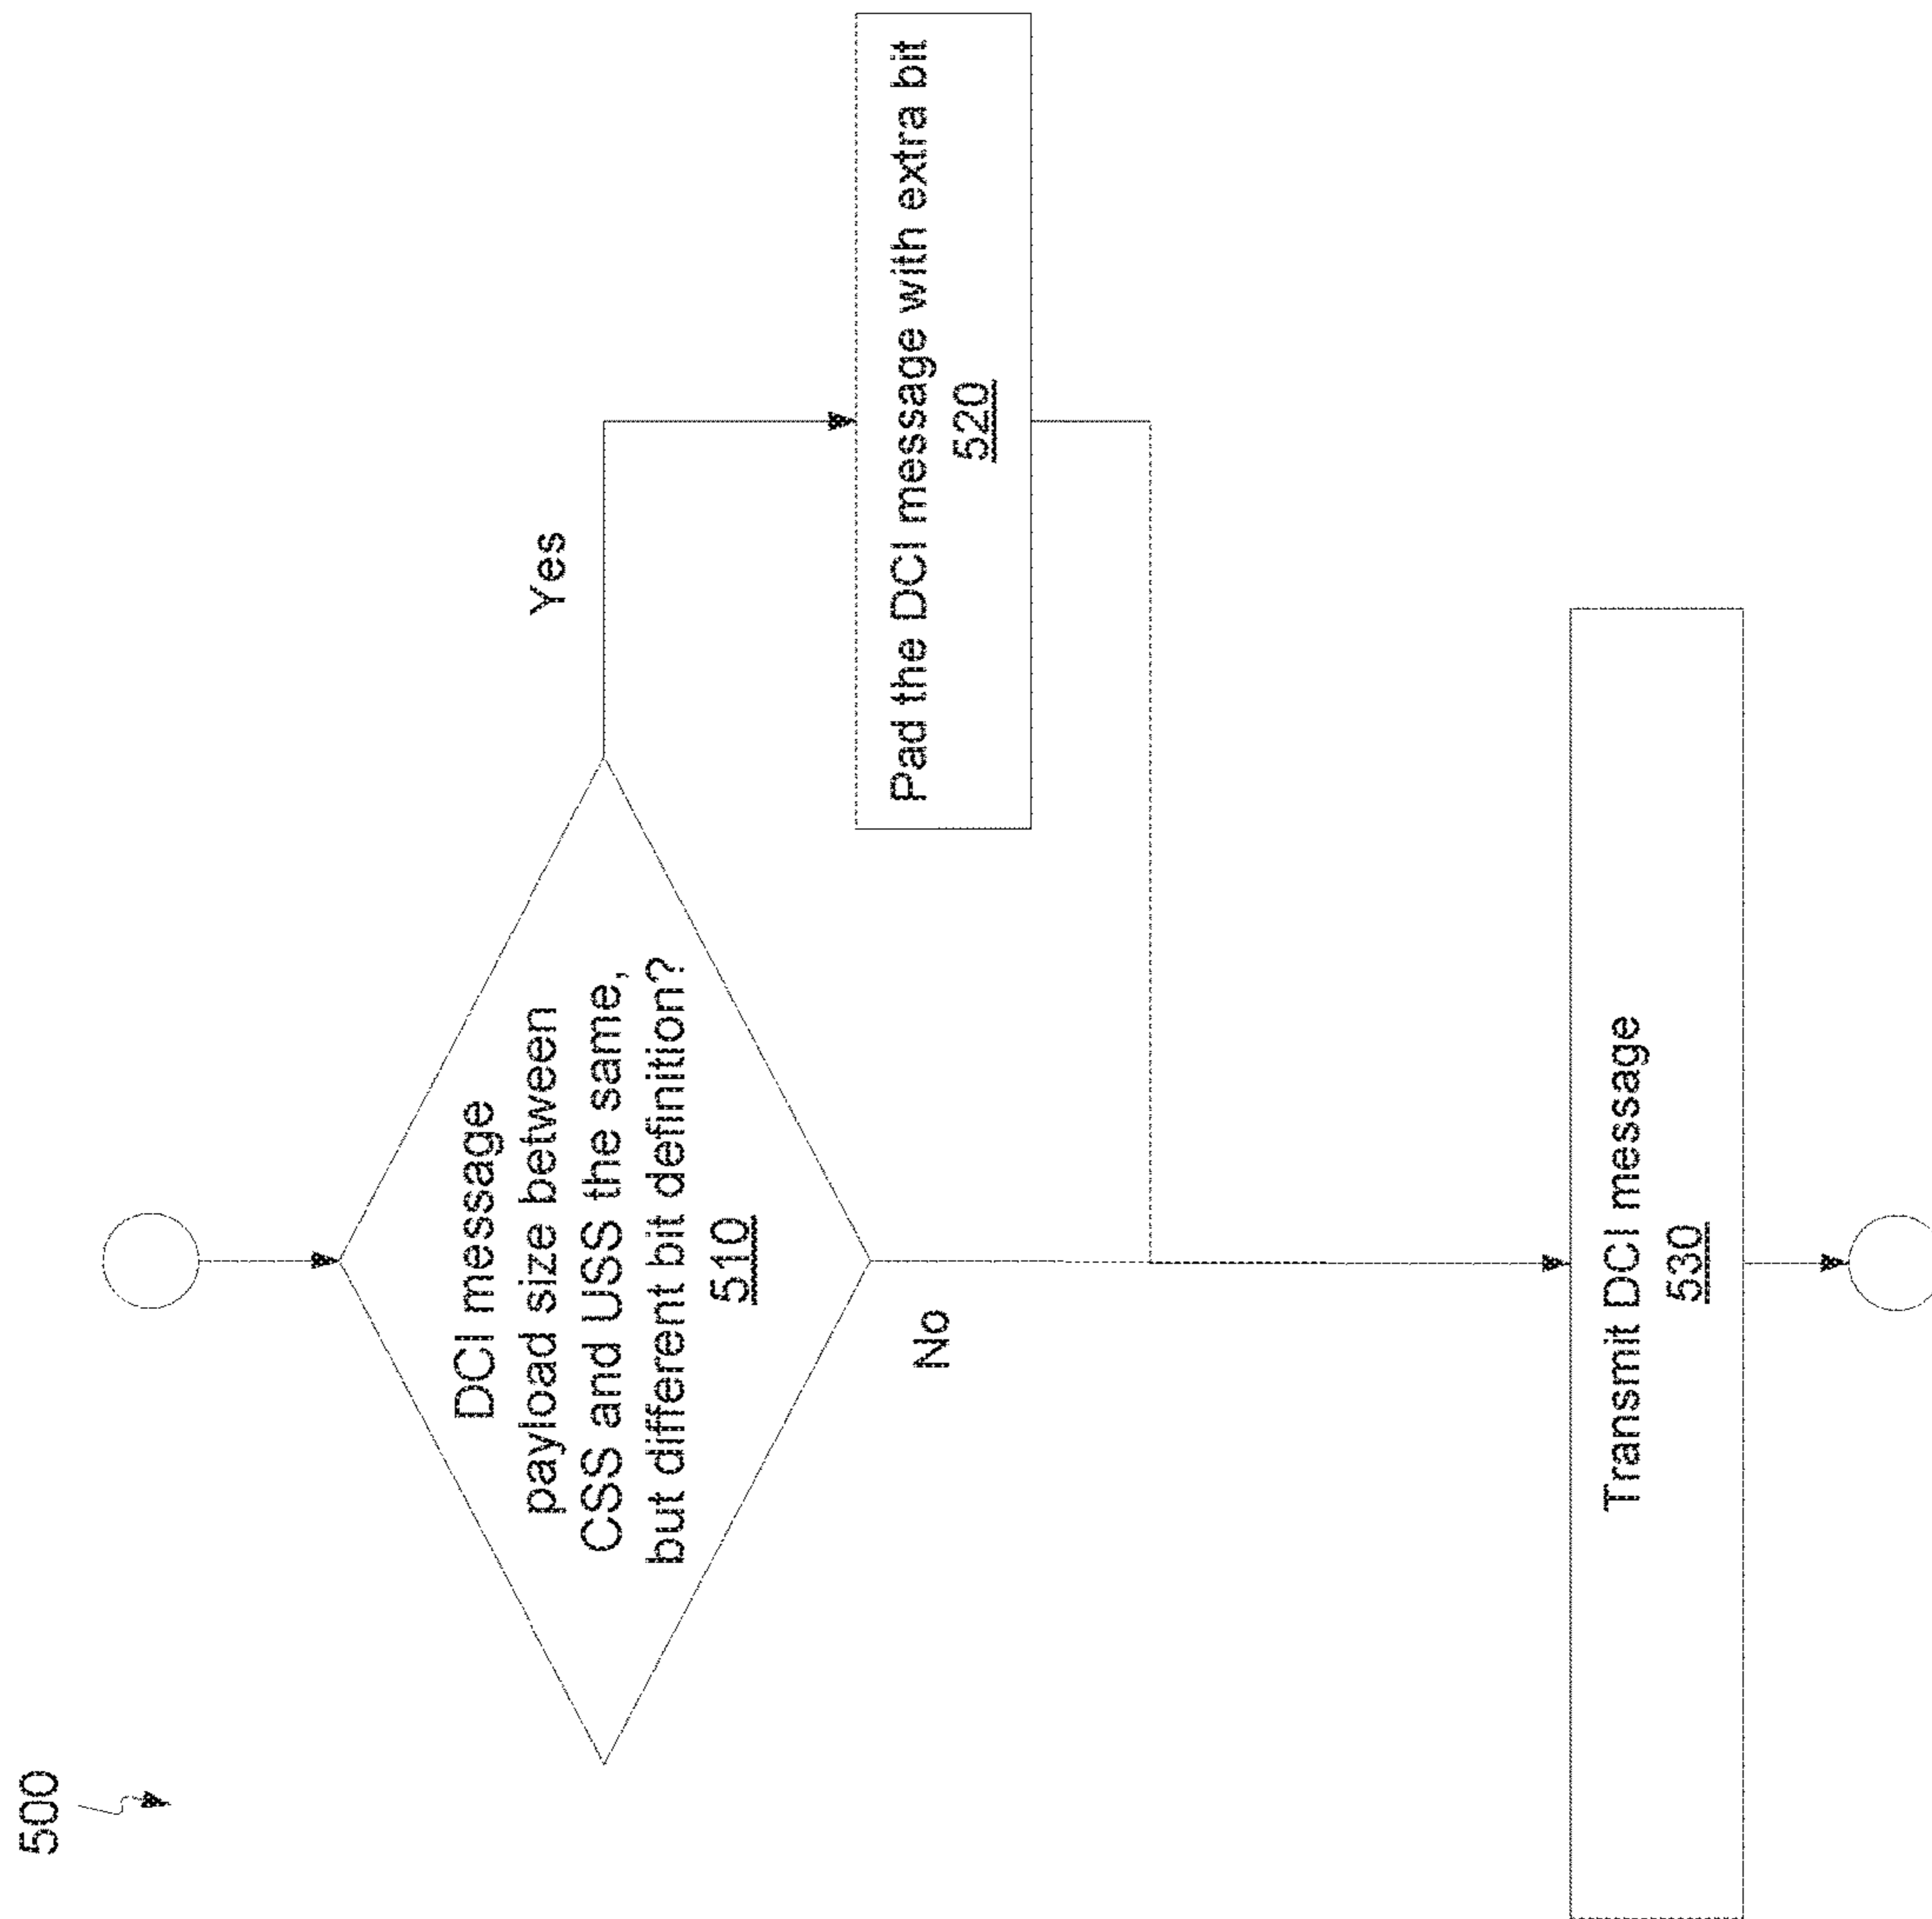 500
DCI message
payload size between
CSS and USS the same,
but different bit definition?
510
Yes
No
Pad the DCI message with extra bit
520
Transmit DCI message
530